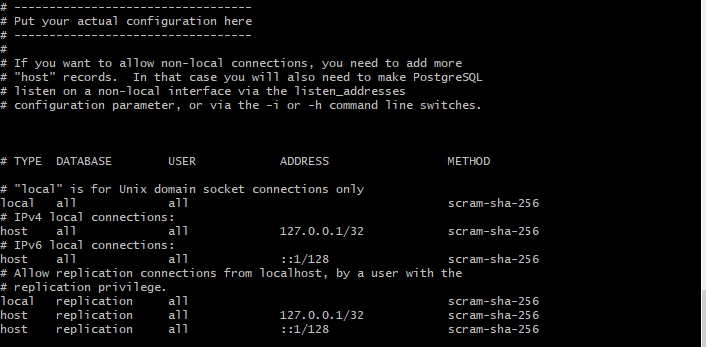 # ----------------------------------
# Put your actual configuration here
# ----------------------------------
#
# If you want to allow non-local connections, you need to add more
# "host" records.  In that case you will also need to make PostgreSQL
# listen on a non-local interface via the listen_addresses
# configuration parameter, or via the -i or -h command line switches.
# TYPE  DATABASE        USER            ADDRESS                 METHOD
# "local" is for Unix domain socket connections only
local   all             all                                     scram-sha-256
# IPv4 local connections:
host    all             all             127.0.0.1/32            scram-sha-256
# IPv6 local connections:
host    all             all             ::1/128                 scram-sha-256
# Allow replication connections from localhost, by a user with the
# replication privilege.
local   replication     all                                     scram-sha-256
host    replication     all             127.0.0.1/32            scram-sha-256
host    replication     all             ::1/128                 scram-sha-256